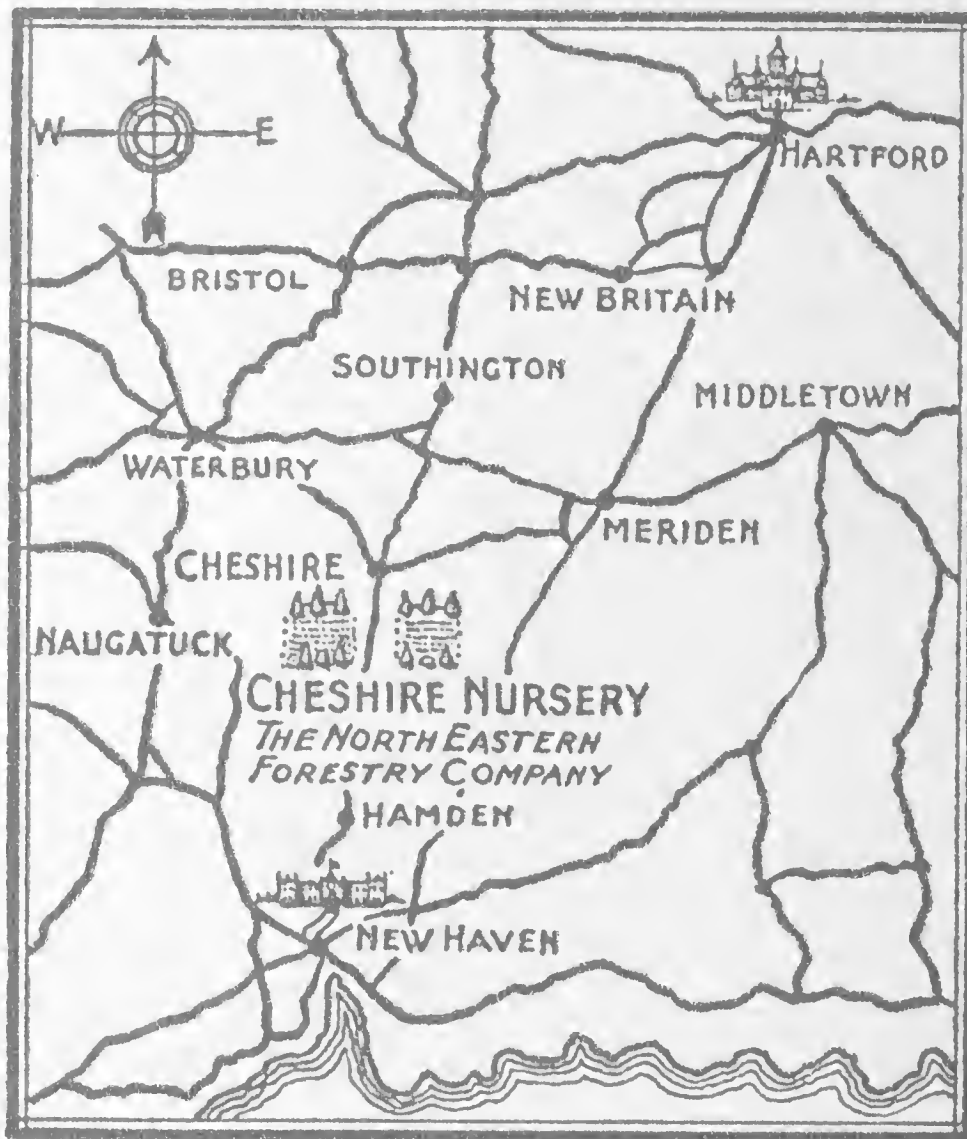 W E
HARTFORD
BRISTOL
NEW BRITAIN
SOUTHINGTON
MIDDLETOWN
WATERBURY
MERIDEN
CHESHIRE
NAUGATUCK
CHESHIRE NURSERY
THE NORTH EASTERN
FORESTRY COMPANY
HAMDEN
NEW HAVEN